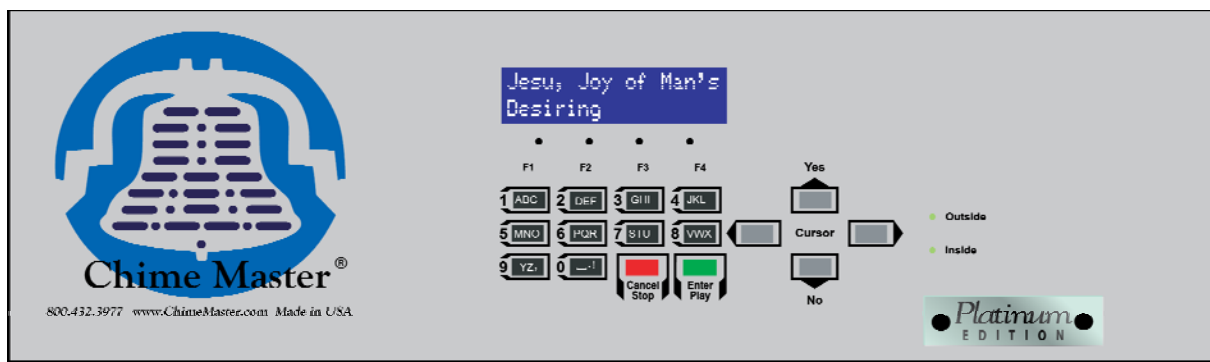 Jesu, Joy of Man's
Desiring
F1 F2 F3 F4
Yes
1 ABC 2 DEF 3 GHI 4 JKL
5 MNO 6 PQR 7 STU 8 VWX
Cursor
9 YZ, 0 _.!
Cancel
Stop
Enter
Play
No
Outside
Inside
Chime Master®
800.432.3977 www.ChimeMaster.com Made in USA
Platinum
EDITION